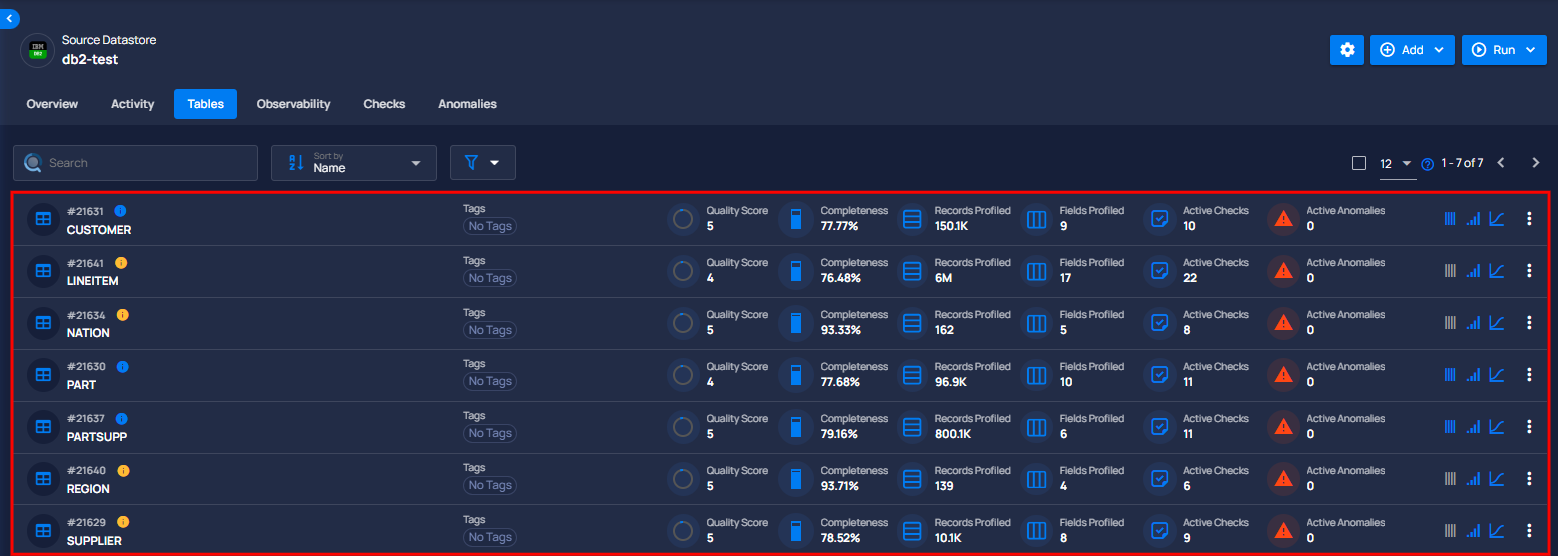 Source Datastore
IBM
DB2
db2-test
Add
Run
Overview Activity Tables Observability Checks Anomalies
Search
Sort by
Name
12
1 - 7 of 7
#21631 Tags Quality Score Completeness Records Profiled Fields Profiled Active Checks Active Anomalies
CUSTOMER No Tags 5 77.77% 150.1K 9 10 0
#21641 Tags Quality Score Completeness Records Profiled Fields Profiled Active Checks Active Anomalies
LINEITEM No Tags 4 76.48% 6M 17 22 0
#21634 Tags Quality Score Completeness Records Profiled Fields Profiled Active Checks Active Anomalies
NATION No Tags 5 93.33% 162 5 8 0
#21630 Tags Quality Score Completeness Records Profiled Fields Profiled Active Checks Active Anomalies
PART No Tags 4 77.68% 96.9K 10 11 0
#21637 Tags Quality Score Completeness Records Profiled Fields Profiled Active Checks Active Anomalies
PARTSUPP No Tags 5 79.16% 800.1K 6 11 0
#21640 Tags Quality Score Completeness Records Profiled Fields Profiled Active Checks Active Anomalies
REGION No Tags 5 93.71% 139 4 6 0
#21629 Tags Quality Score Completeness Records Profiled Fields Profiled Active Checks Active Anomalies
SUPPLIER No Tags 5 78.52% 10.1K 8 9 0